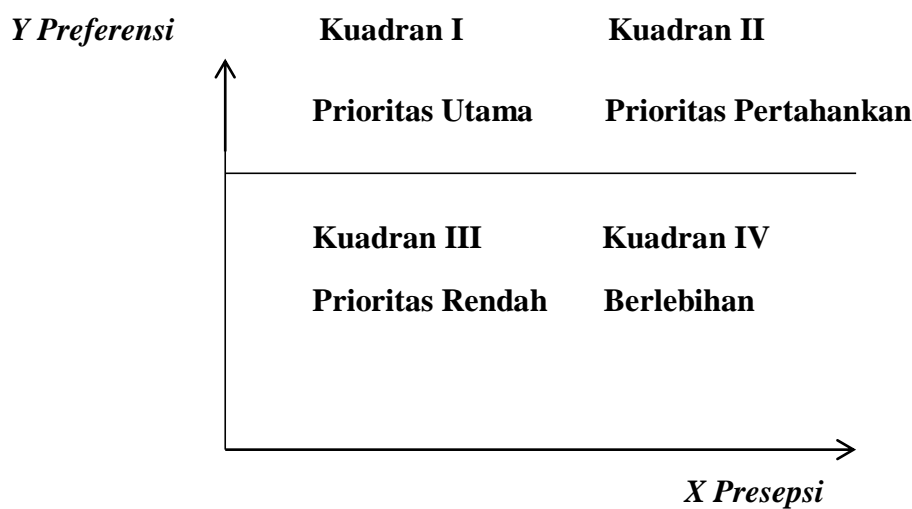 Y Preferensi Kuadran I Kuadran II
Prioritas Utama Prioritas Pertahankan
Kuadran III Kuadran IV
Prioritas Rendah Berlebihan
X Presepsi